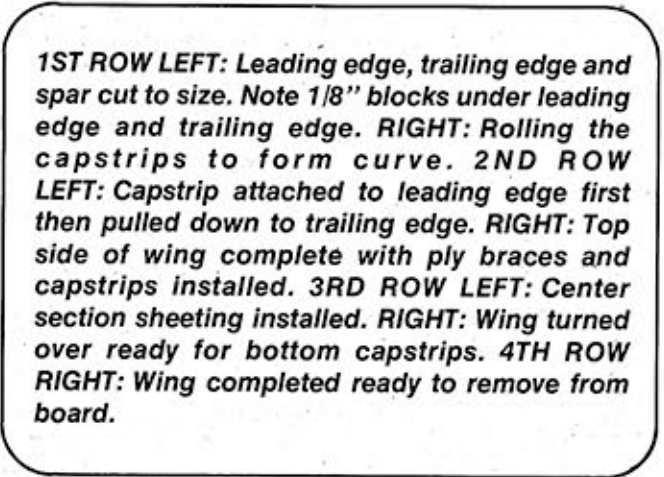 1ST ROW LEFT: Leading edge, trailing edge and
spar cut to size. Note 1/8" blocks under leading
edge and trailing edge. RIGHT: Rolling the
capstrips to form curve. 2ND ROW
LEFT: Capstrip attached to leading edge first
then pulled down to trailing edge. RIGHT: Top
side of wing complete with ply braces and
capstrips installed. 3RD ROW LEFT: Center
section sheeting installed. RIGHT: Wing turned
over ready for bottom capstrips. 4TH ROW
RIGHT: Wing completed ready to remove from
board.